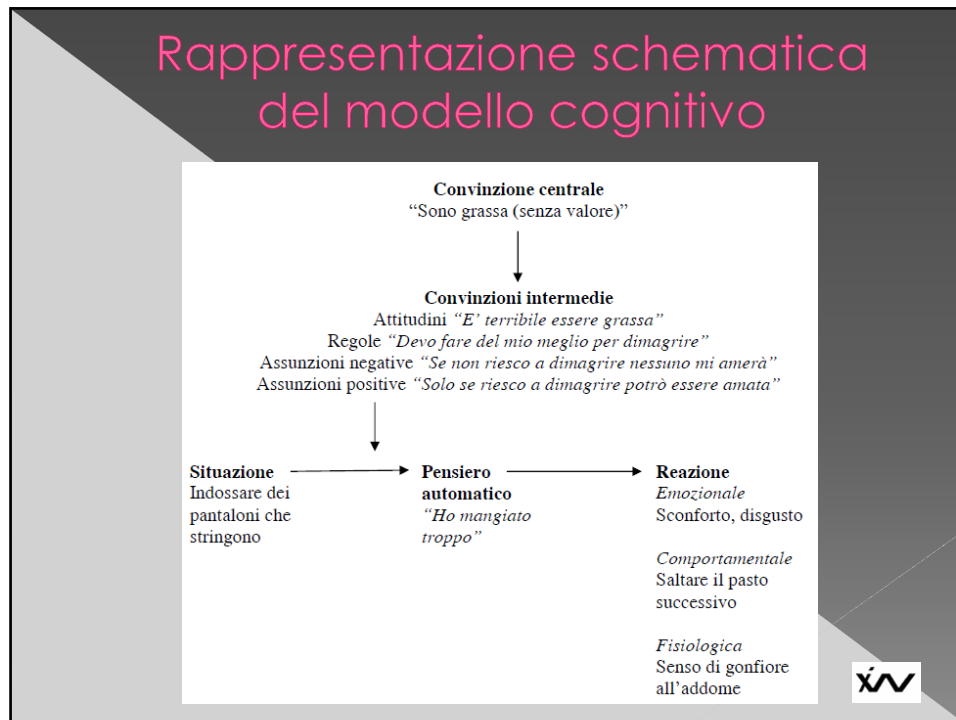 Rappresentazione schematica
del modello cognitivo
Convinzione centrale
“Sono grassa (senza valore)”
Convinzioni intermedie
Attitudini “E’ terribile essere grassa”
Regole “Devo fare del mio meglio per dimagrire”
Assunzioni negative “Se non riesco a dimagrire nessuno mi amerà”
Assunzioni positive “Solo se riesco a dimagrire potrò essere amata”
Situazione
Indossare dei
pantaloni che
stringono
Pensiero
automatico
“Ho mangiato
troppo”
Reazione
Emozionale
Sconforto, disgusto
Comportamentale
Saltare il pasto
successivo
Fisiologica
Senso di gonfiore
all’addome